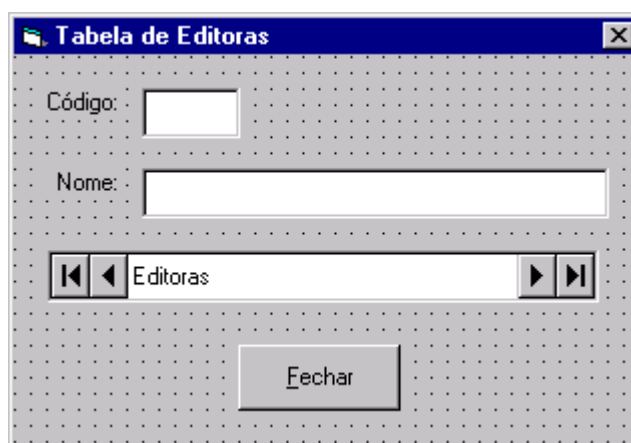 Tabela de Editoras
Código:
Nome:
Editoras
Fechar